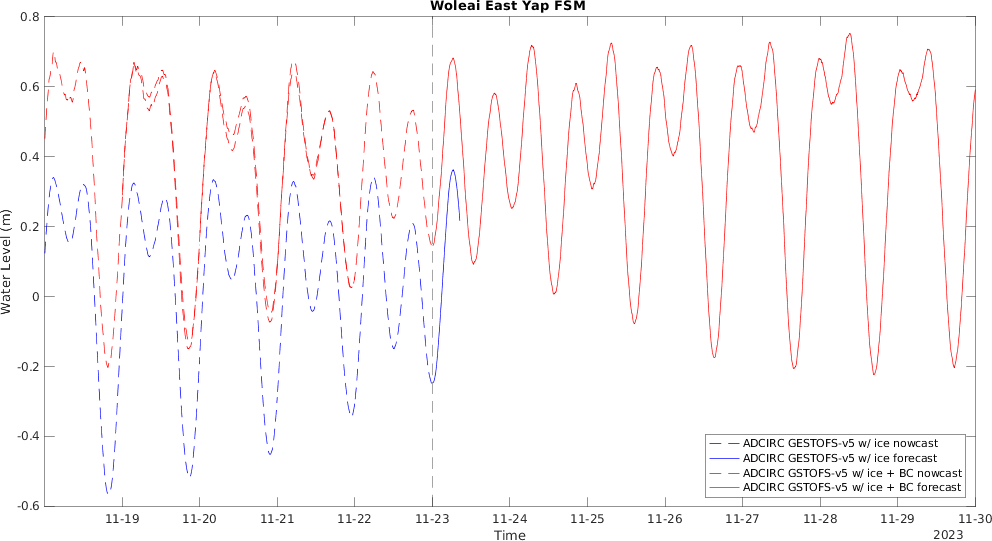 Woleai East Yap FSM
0.8
0.6
0.4
0.2
0
-0.2
-0.4
-0.6
Water Level (m)
ADCIRC GESTOFS-v5 w/ ice nowcast
ADCIRC GESTOFS-v5 w/ ice forecast
ADCIRC GSTOFS-v5 w/ ice + BC nowcast
ADCIRC GSTOFS-v5 w/ ice + BC forecast
11-19 11-20 11-21 11-22 11-23 11-24 11-25 11-26 11-27 11-28 11-29 11-30
Time
2023